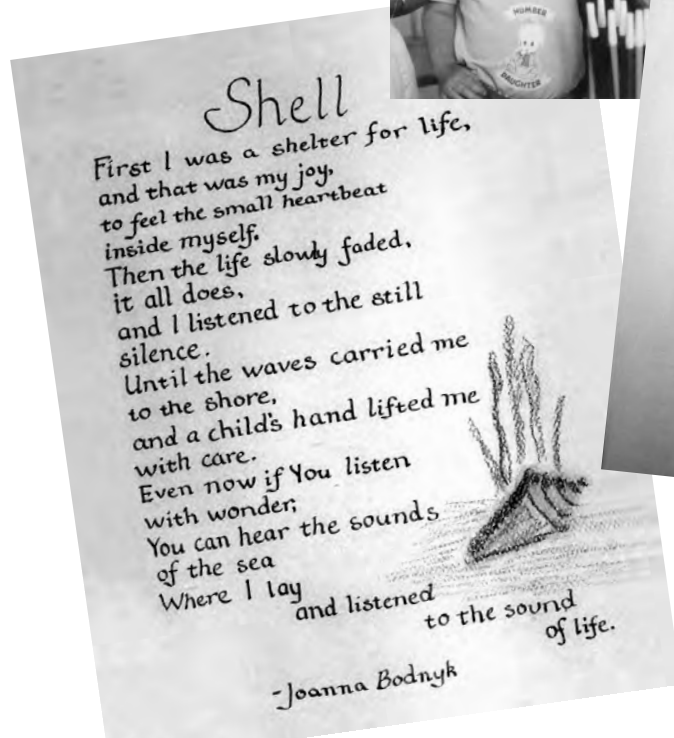 NUMBER
DAUGHTER
Shell
First I was a shelter for life,
and that was my joy,
to feel the small heartbeat
inside myself.
Then the life slowly faded,
it all does,
and I listened to the still
silence.
Until the waves carried me
to the shore,
and a child's hand lifted me
with care.
Even now if You listen
with wonder;
You can hear the sounds
of the sea
Where I lay
and listened
to the sound
of life.
-Joanna Bodnyk